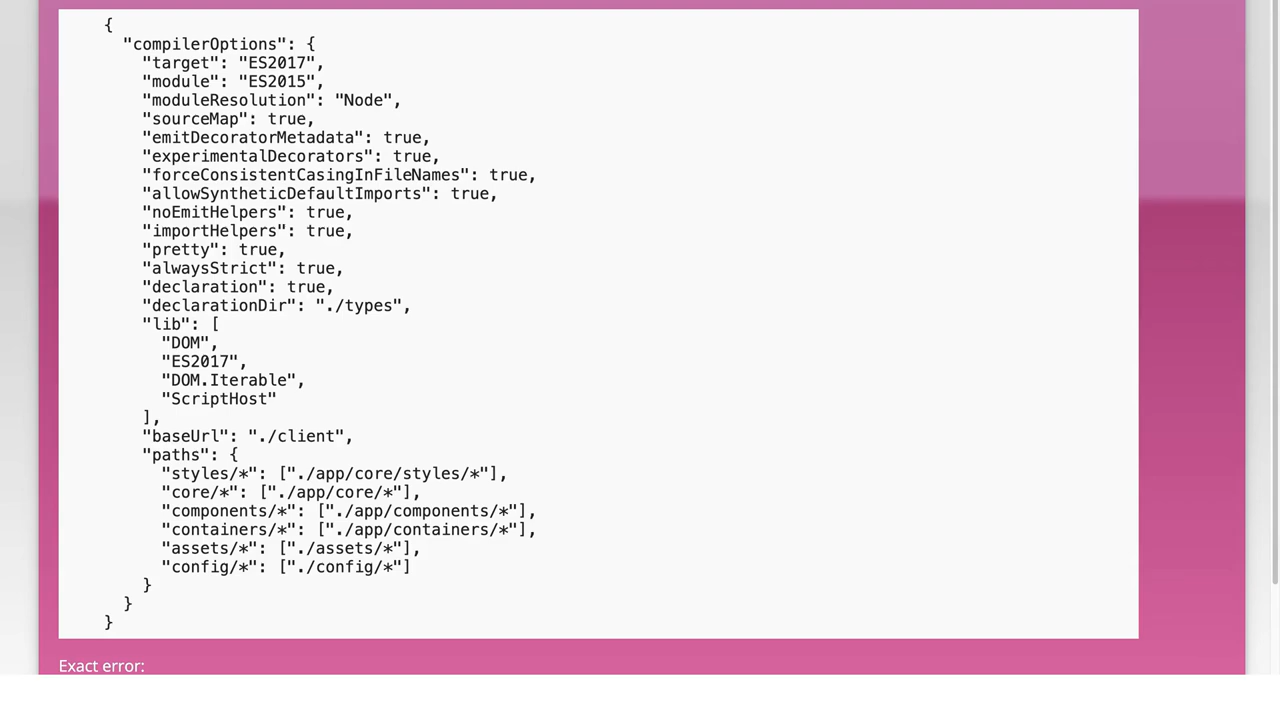 {
"compilerOptions": {
"target": "ES2017",
"module": "ES2015",
"moduleResolution": "Node",
"sourceMap": true,
"emitDecoratorMetadata": true,
"experimentalDecorators": true,
"forceConsistentCasingInFileNames": true,
"allowSyntheticDefaultImports": true,
"noEmitHelpers": true,
"importHelpers": true,
"pretty": true,
"alwaysStrict": true,
"declaration": true,
"declarationDir": "./types",
"lib": [
"DOM",
"ES2017",
"DOM.Iterable",
"ScriptHost"
],
"baseUrl": "./client",
"paths": {
"styles/*": ["./app/core/styles/*"],
"core/*": ["./app/core/*"],
"components/*": ["./app/components/*"],
"containers/*": ["./app/containers/*"],
"assets/*": ["./assets/*"],
"config/*": ["./config/*"]
}
}
}
Exact error: